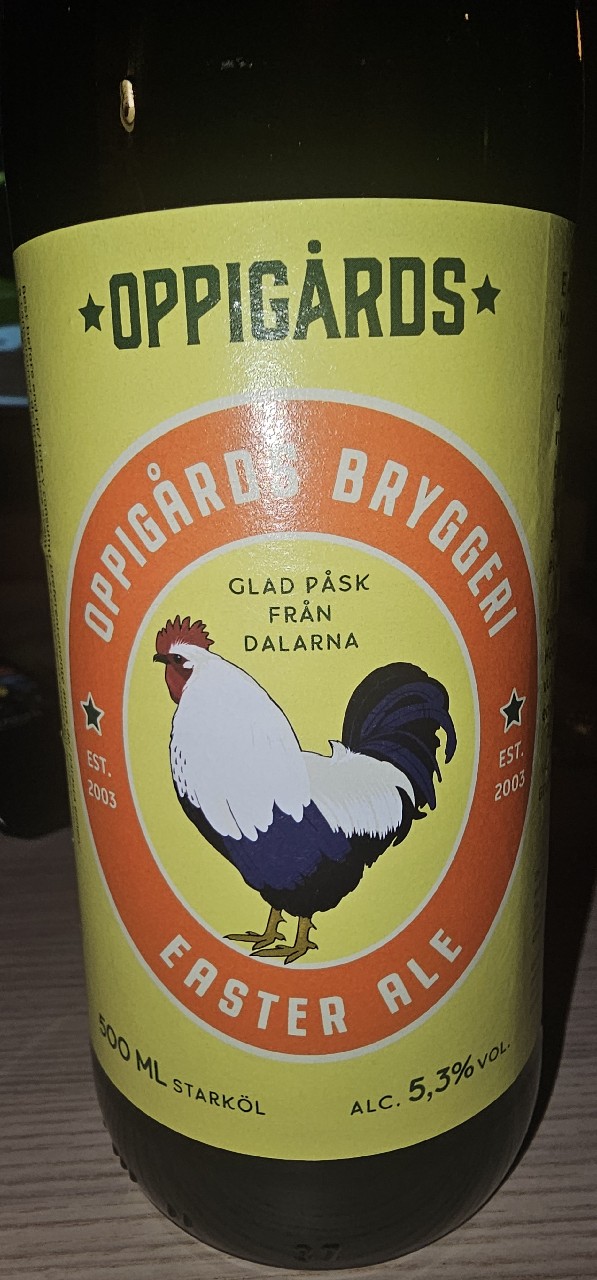 OPPIGÅRDS
OPPIGÅRDS BRYGGERI
GLAD PÅSK
FRÅN
DALARNA
EST.
2003
EST.
2003
EASTER ALE
500 ML STARKÖL
ALC. 5,3% VOL.